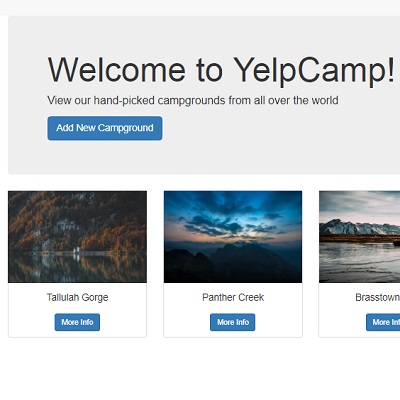 Welcome to YelpCamp!
View our hand-picked campgrounds from all over the world
Add New Campground
Tallulah Gorge
Panther Creek
Brasstown
More Info
More Info
More Inf